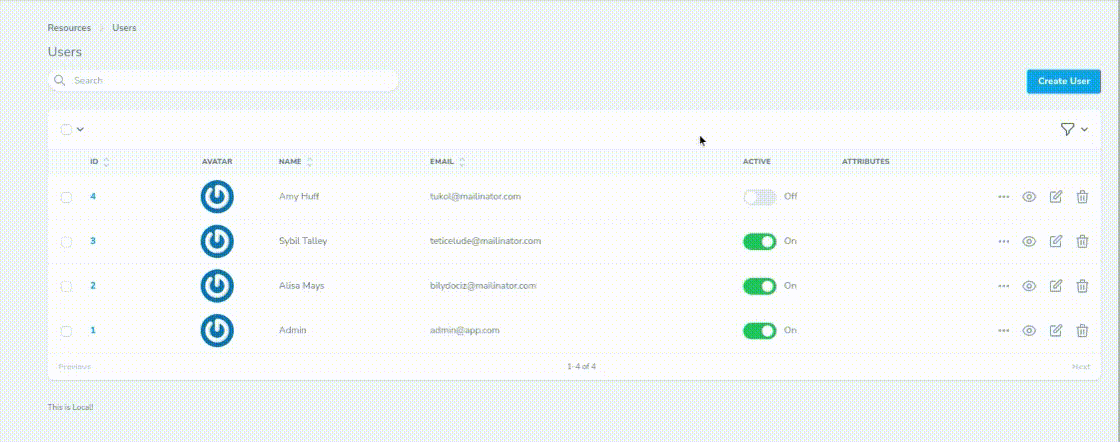 Resources > Users
Users
Search
Create User
ID AVATAR NAME EMAIL ACTIVE ATTRIBUTES
4 Amy Huff tukol@mailinator.com Off
3 Sybil Talley teticelude@mailinator.com On
2 Alisa Mays bilydociz@mailinator.com On
1 Admin admin@app.com On
Previous 1-4 of 4 Next
This is Local!